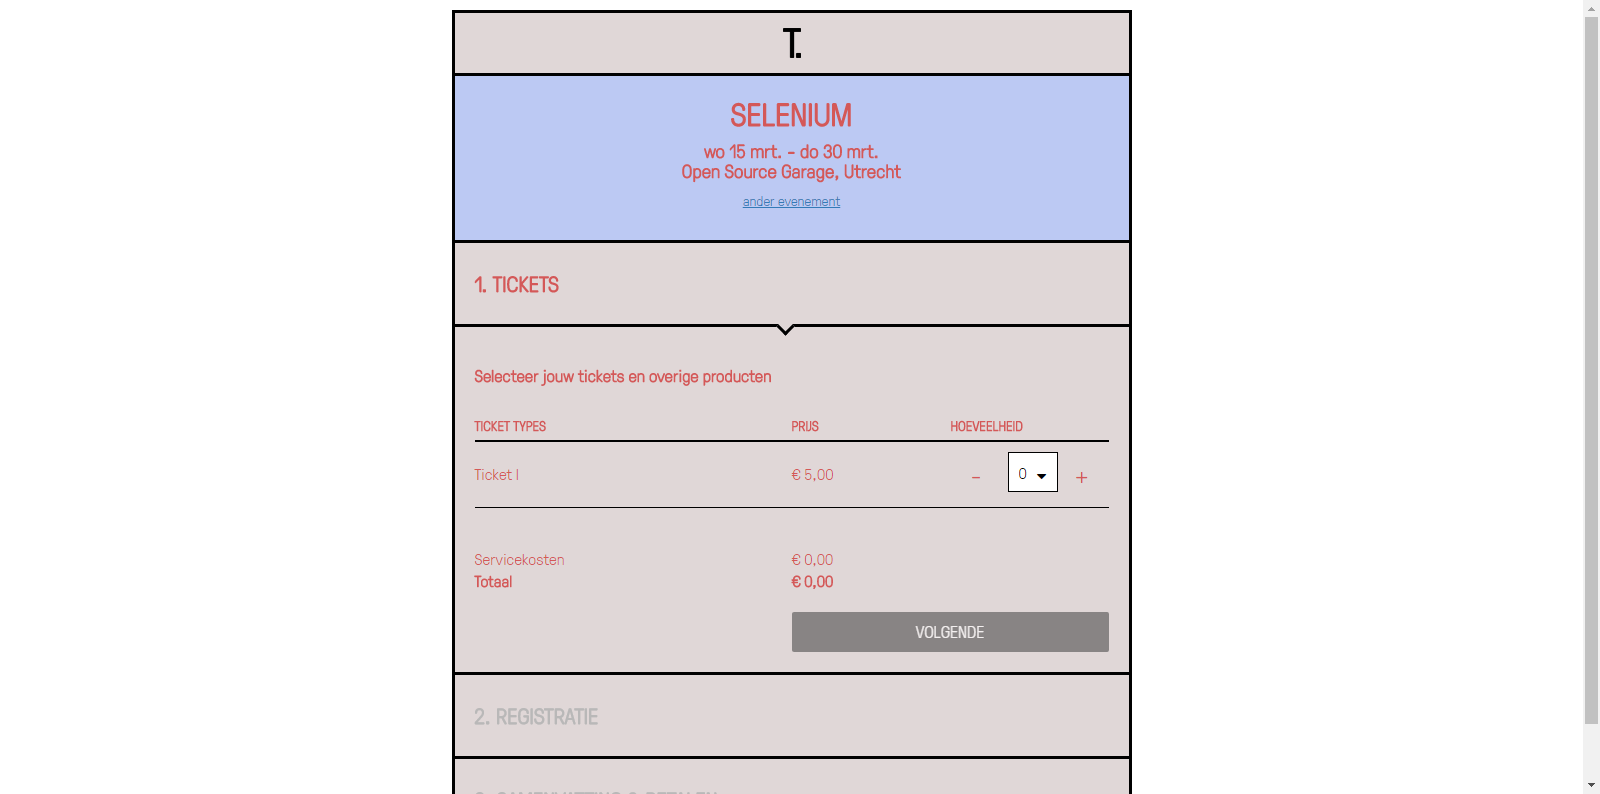 T.
SELENIUM
wo 15 mrt. - do 30 mrt.
Open Source Garage, Utrecht
ander evenement
1. TICKETS
Selecteer jouw tickets en overige producten
TICKET TYPES PRIJS HOEVEELHEID
Ticket I € 5,00 - 0 +
Servicekosten € 0,00
Totaal € 0,00
VOLGENDE
2. REGISTRATIE